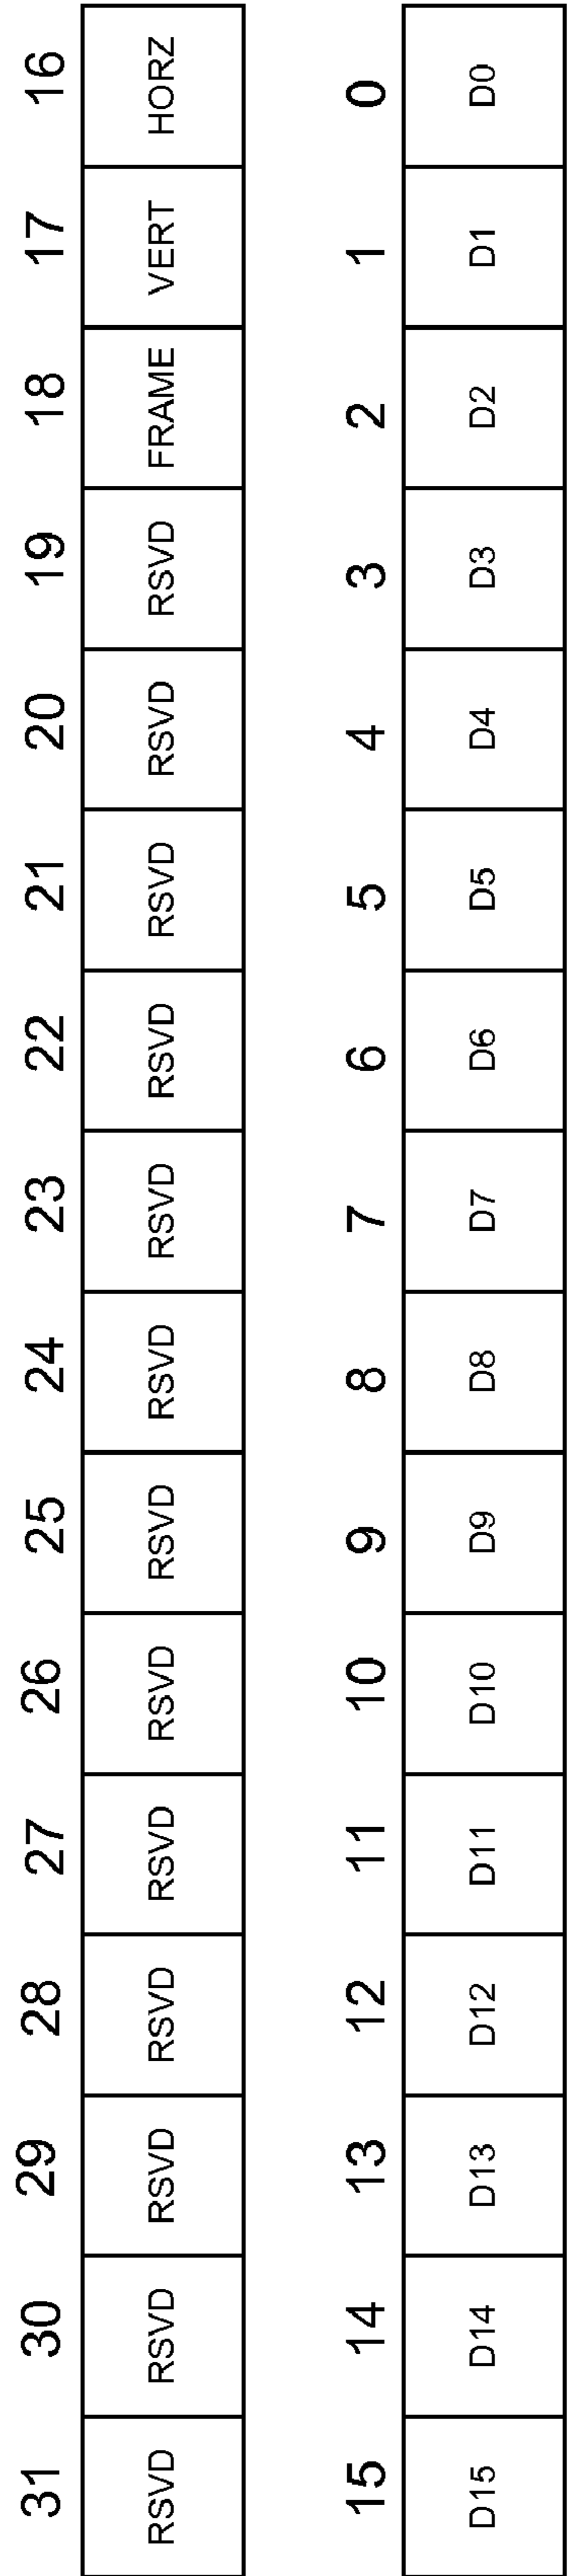 31 30 29 28 27 26 25 24 23 22 21 20 19 18 17 16
RSVD RSVD RSVD RSVD RSVD RSVD RSVD RSVD RSVD RSVD RSVD RSVD RSVD FRAME VERT HORZ
15 14 13 12 11 10 9 8 7 6 5 4 3 2 1 0
D15 D14 D13 D12 D11 D10 D9 D8 D7 D6 D5 D4 D3 D2 D1 D0